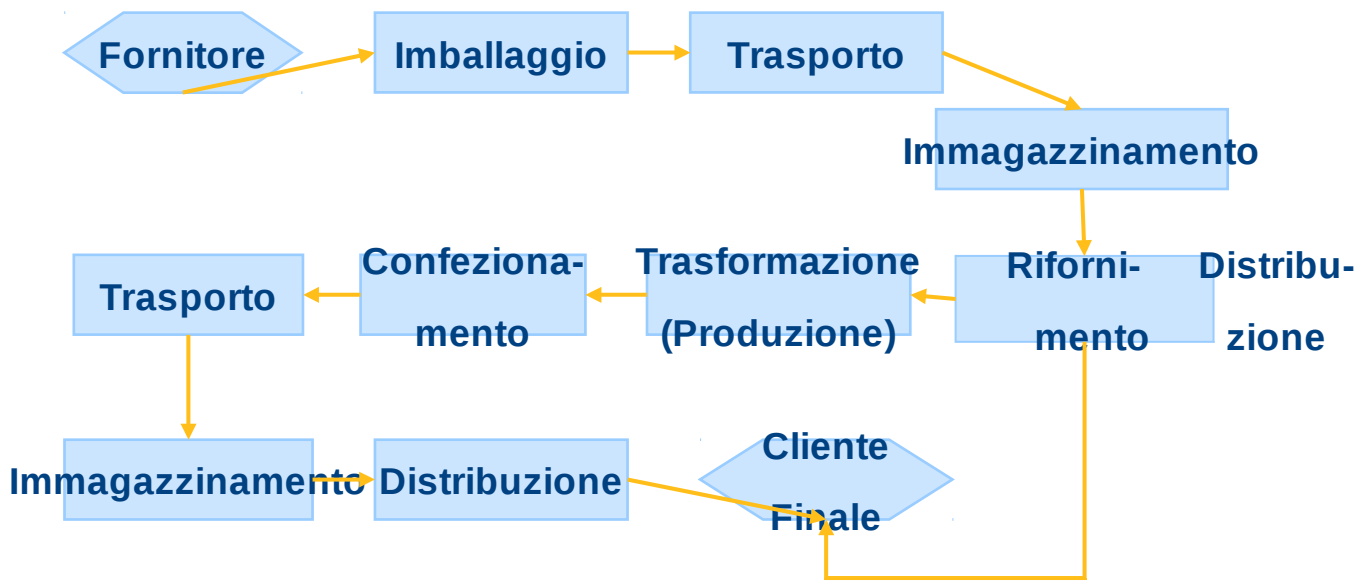 Fornitore
Imballaggio
Trasporto
Immagazzinamento
Riforni-
mento
Distribu-
zione
Trasformazione
(Produzione)
Confeziona-
mento
Trasporto
Immagazzinamento
Distribuzione
Cliente
Finale